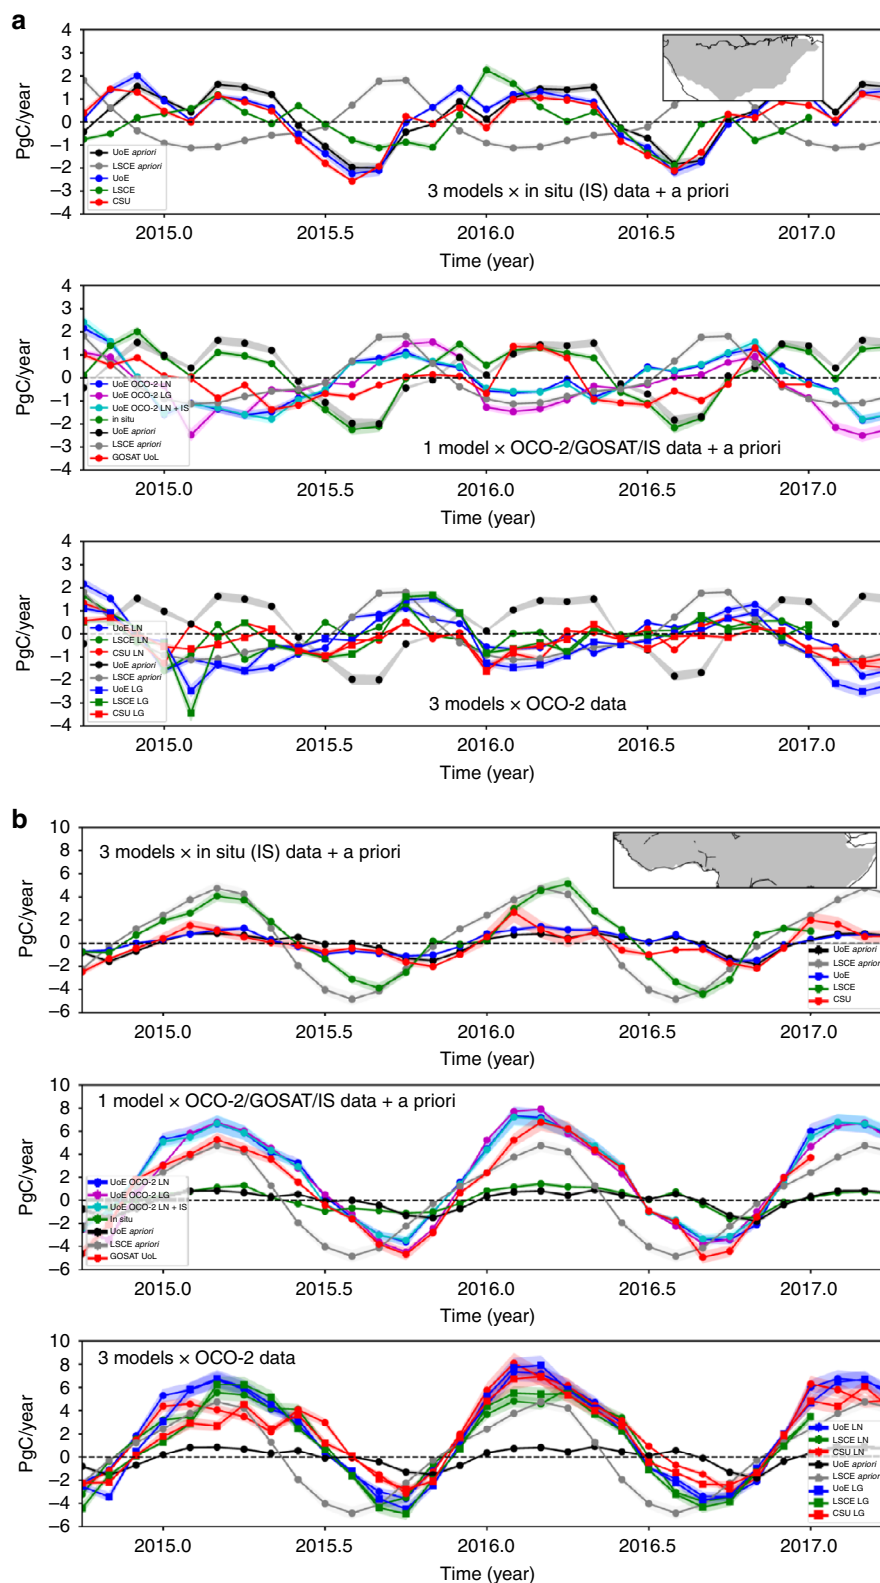 a
4
3
2
1
0
−1
−2
−3
−4
PgC/year
UoE apriori
LSCE apriori
UoE
LSCE
CSU
3 models × in situ (IS) data + a priori
2015.0
2015.5
2016.0
2016.5
2017.0
Time (year)
4
3
2
1
0
−1
−2
−3
−4
PgC/year
UoE OCO-2 LN
UoE OCO-2 LG
UoE OCO-2 LN + IS
in situ
UoE apriori
LSCE apriori
GOSAT UoL
1 model × OCO-2/GOSAT/IS data + a priori
2015.0
2015.5
2016.0
2016.5
2017.0
Time (year)
4
3
2
1
0
−1
−2
−3
−4
PgC/year
UoE LN
LSCE LN
CSU LN
UoE apriori
LSCE apriori
UoE LG
LSCE LG
CSU LG
3 models × OCO-2 data
2015.0
2015.5
2016.0
2016.5
2017.0
Time (year)
b
10
8
6
4
2
0
−2
−4
−6
PgC/year
3 models × in situ (IS) data + a priori
UoE apriori
LSCE apriori
UoE
LSCE
CSU
2015.0
2015.5
2016.0
2016.5
2017.0
Time (year)
10
8
6
4
2
0
−2
−4
−6
PgC/year
1 model × OCO-2/GOSAT/IS data + a priori
UoE OCO-2 LN
UoE OCO-2 LG
UoE OCO-2 LN + IS
In situ
UoE apriori
LSCE apriori
GOSAT UoL
2015.0
2015.5
2016.0
2016.5
2017.0
Time (year)
10
8
6
4
2
0
−2
−4
−6
PgC/year
3 models × OCO-2 data
UoE LN
LSCE LN
CSU LN
UoE apriori
LSCE apriori
UoE LG
LSCE LG
CSU LG
2015.0
2015.5
2016.0
2016.5
2017.0
Time (year)